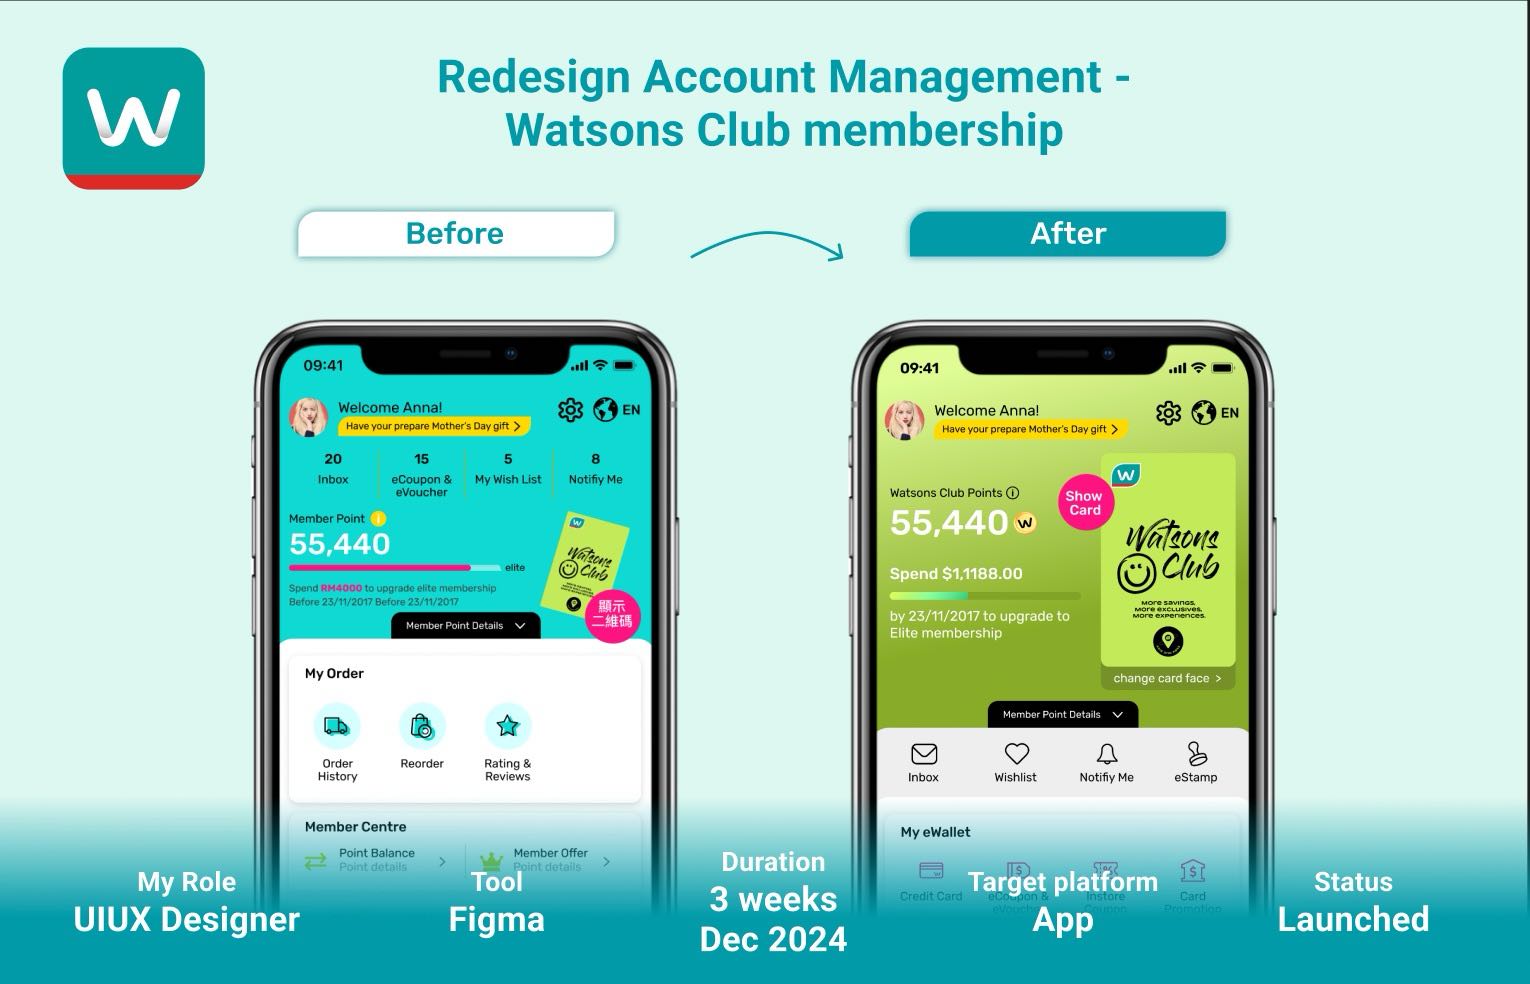 W
Redesign Account Management -
Watsons Club membership
Before
After
09:41
Welcome Anna!
Have your prepare Mother's Day gift >
EN
20
Inbox
15
eCoupon &
eVoucher
5
My Wish List
8
Notifiy Me
Member Point i
55,440
elite
Spend RM4000 to upgrade elite membership
Before 23/11/2017 Before 23/11/2017
W
Watsons
Club
顯示
二維碼
Member Point Details
My Order
Order
History
Reorder
Rating &
Reviews
Member Centre
Point Balance
Point details
Member Offer
Point details
09:41
Welcome Anna!
Have your prepare Mother's Day gift >
EN
Watsons Club Points i
55,440 W
Show
Card
Spend $1,1188.00
by 23/11/2017 to upgrade to
Elite membership
W
Watsons
Club
MORE SAVINGS,
MORE EXCLUSIVES,
MORE EXPERIENCES.
change card face >
Member Point Details
Inbox
Wishlist
Notifiy Me
eStamp
My eWallet
Credit Card
eCoupon &
eVoucher
Instore
Coupon
Card
Promotion
My Role
UIUX Designer
Tool
Figma
Duration
3 weeks
Dec 2024
Target platform
App
Status
Launched